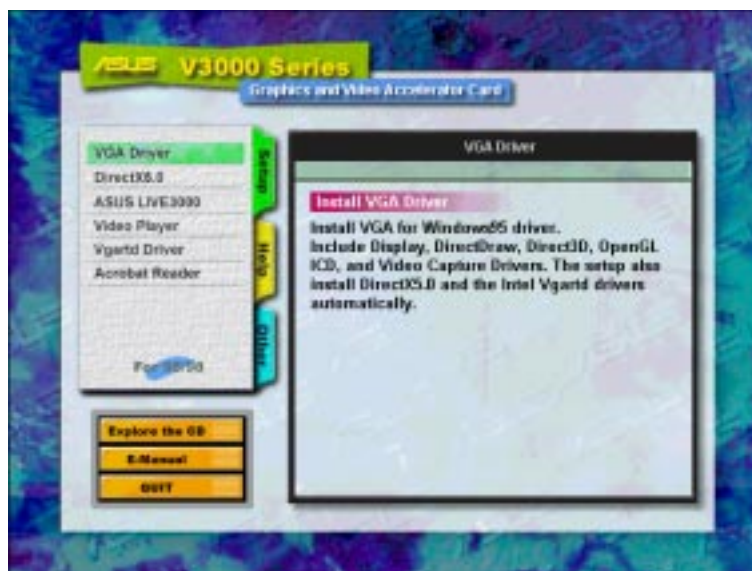 ASUS V3000 Series
Graphics and Video Accelerator Card
VGA Driver
DirectX6.0
ASUS LIVE3000
Video Player
Vgartd Driver
Acrobat Reader
For
Setup
Help
Other
Explore the CD
E-Manual
QUIT
VGA Driver
Install VGA Driver
Install VGA for Windows95 driver.
Include Display, DirectDraw, Direct3D, OpenGL
ICD, and Video Capture Drivers. The setup also
install DirectX5.0 and the Intel Vgartd drivers
automatically.